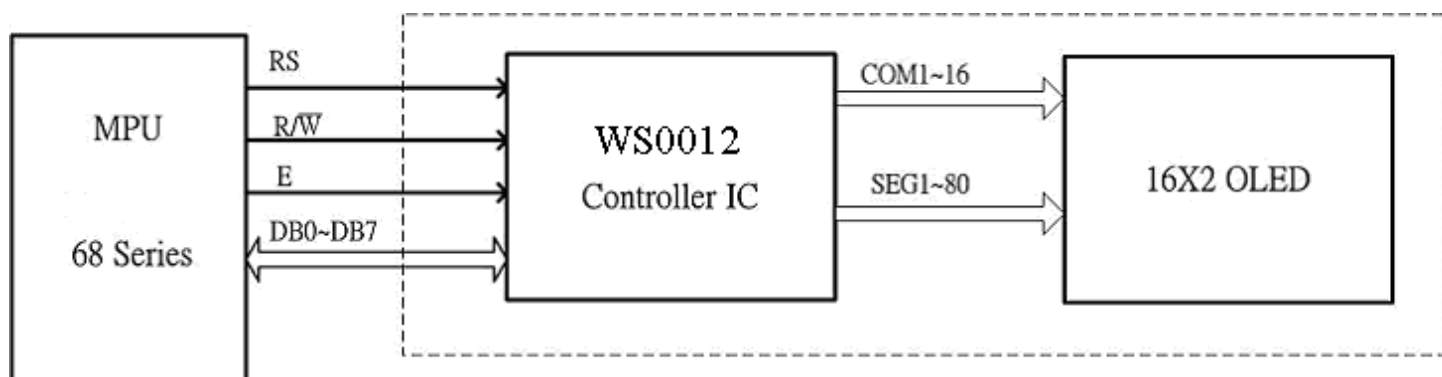 MPU
68 Series
RS
R/W̅
E
DB0~DB7
WS0012
Controller IC
COM1~16
SEG1~80
16X2 OLED